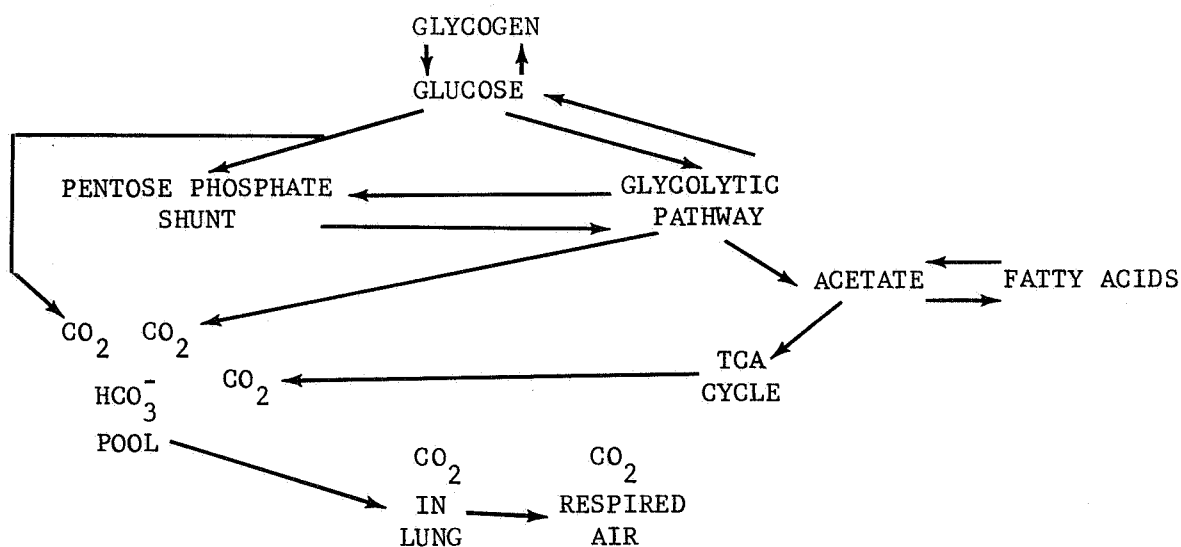 GLYCOGEN
GLUCOSE
PENTOSE PHOSPHATE
SHUNT
GLYCOLYTIC
PATHWAY
ACETATE
FATTY ACIDS
CO₂ CO₂
TCA
CYCLE
CO₂
HCO₃⁻
POOL
CO₂
IN
LUNG
CO₂
RESPIRED
AIR